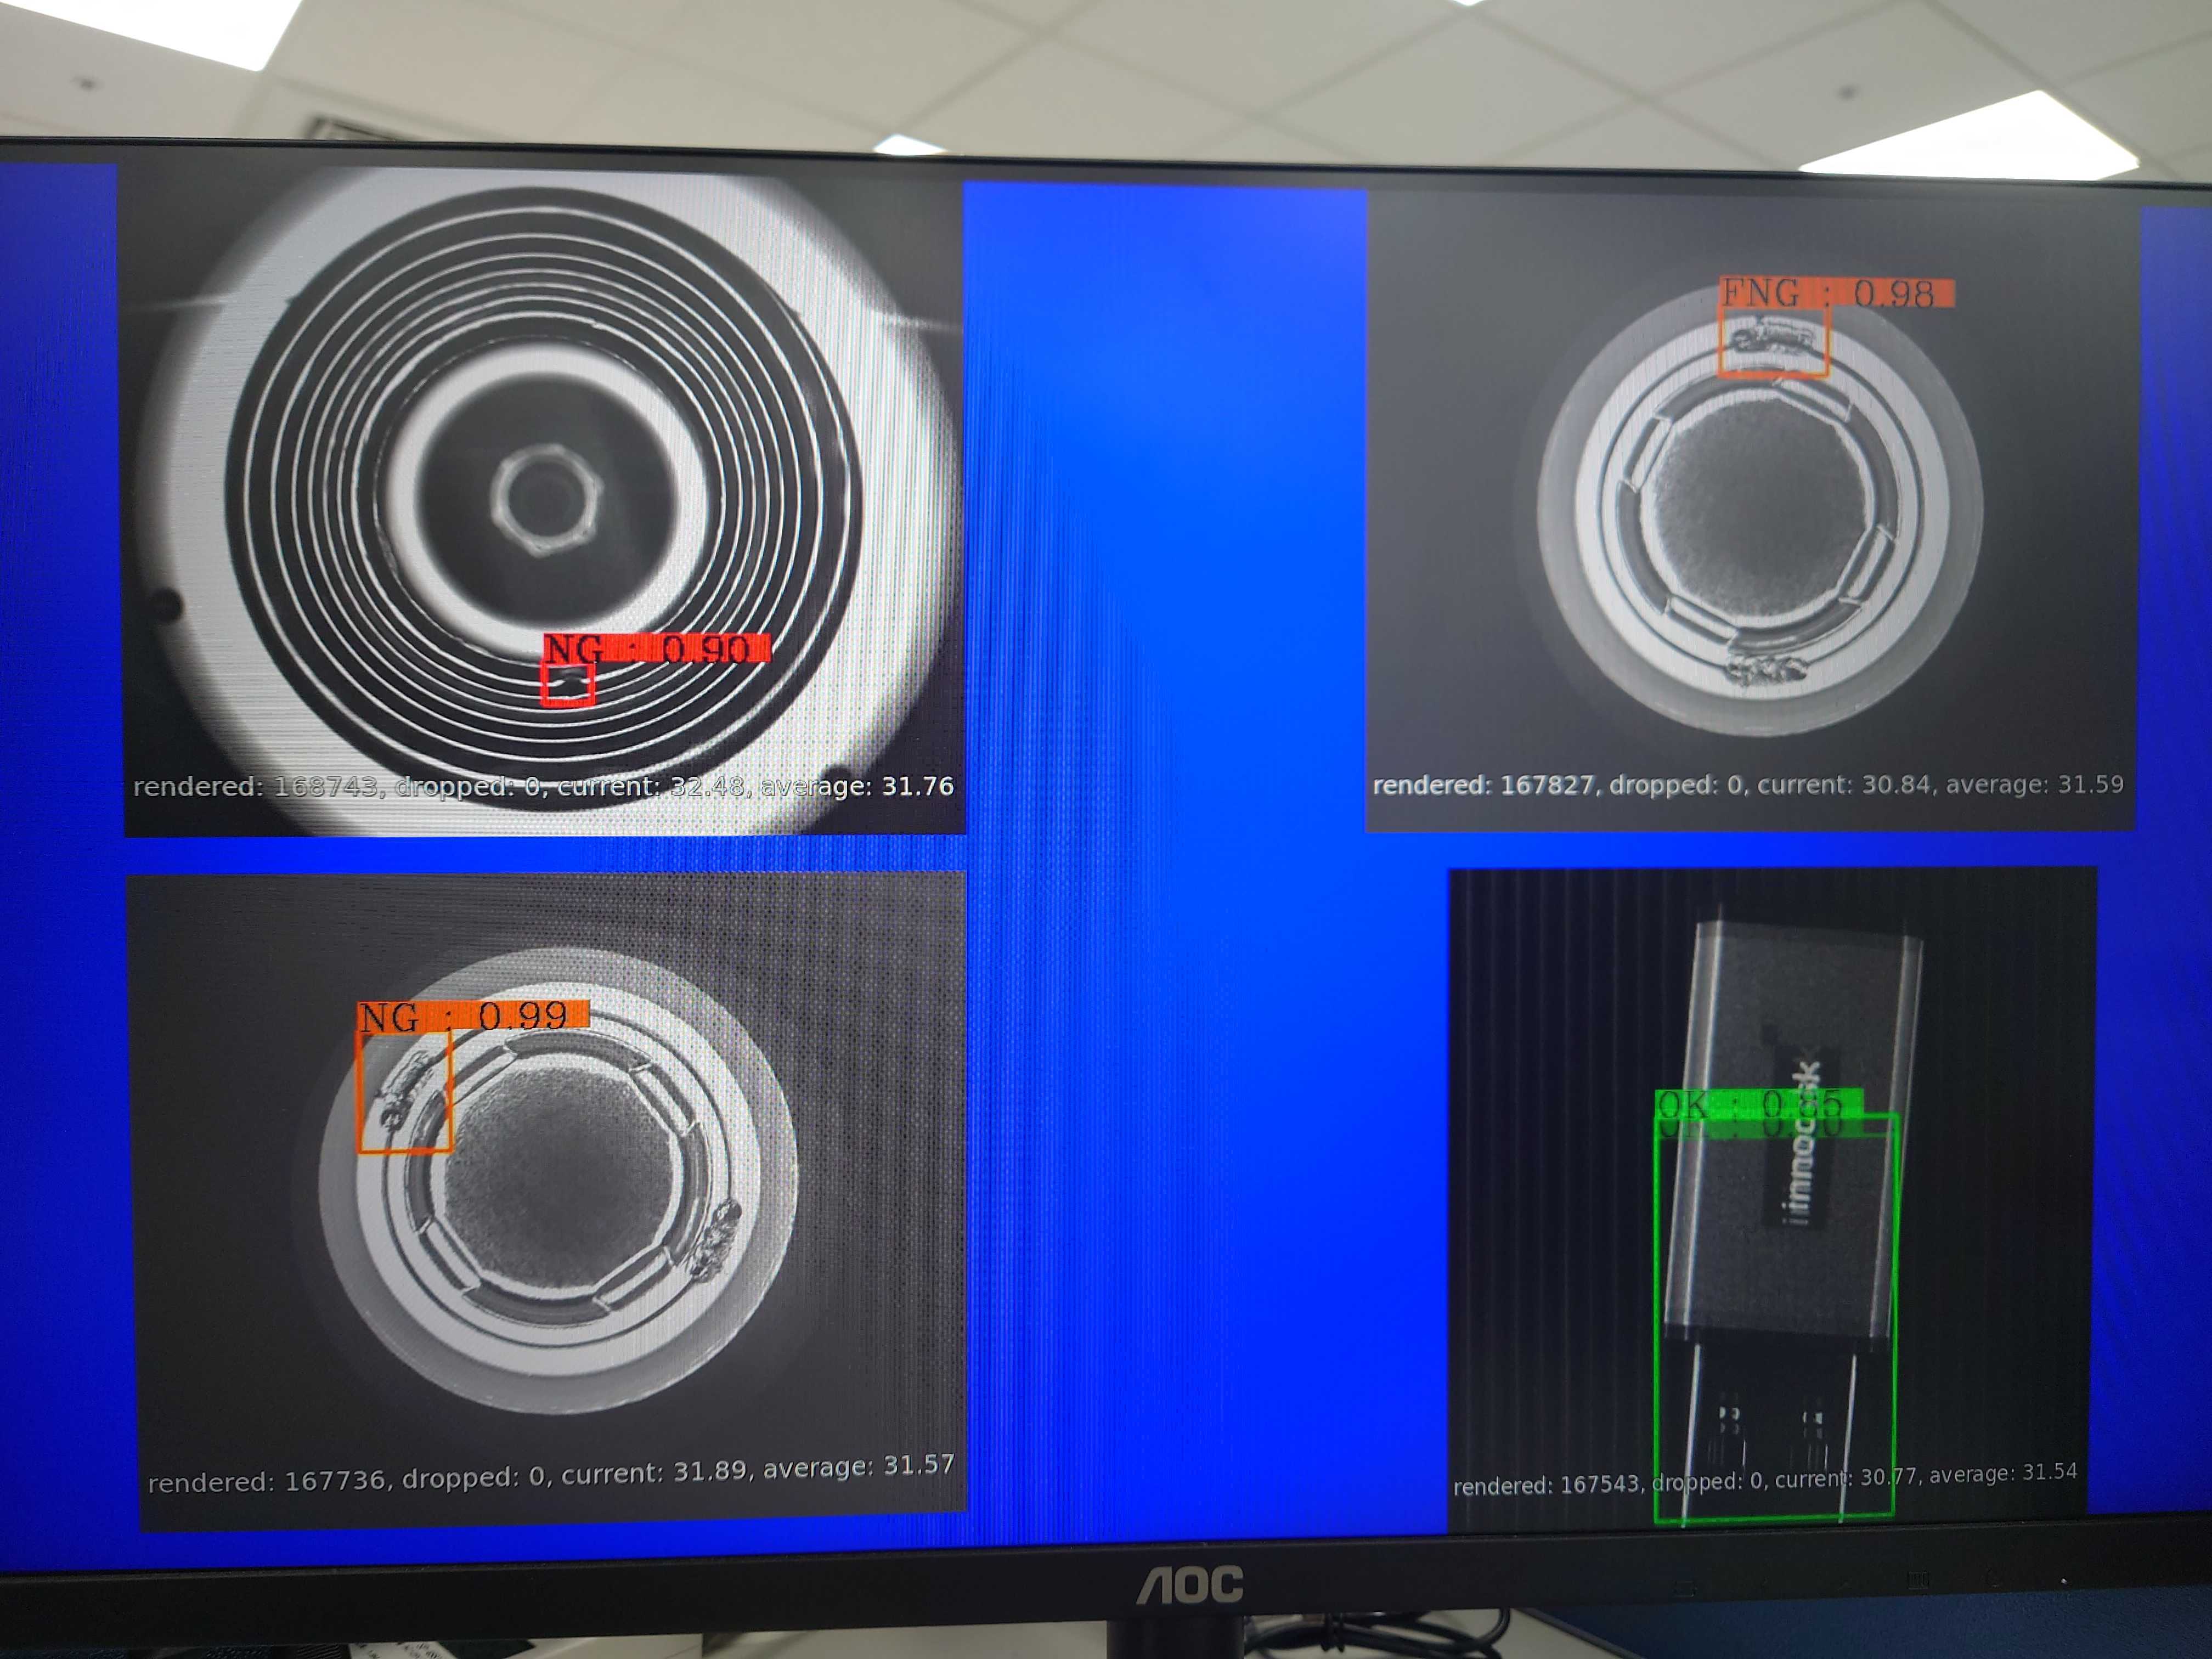 FNG : 0.98
NG : 0.90
rendered: 168743, dropped: 0, current: 32.48, average: 31.76
rendered: 167827, dropped: 0, current: 30.84, average: 31.59
NG : 0.99
OK :
innodisk
rendered: 167736, dropped: 0, current: 31.89, average: 31.57
rendered: 167543, dropped: 0, current: 30.77, average: 31.54
AOC